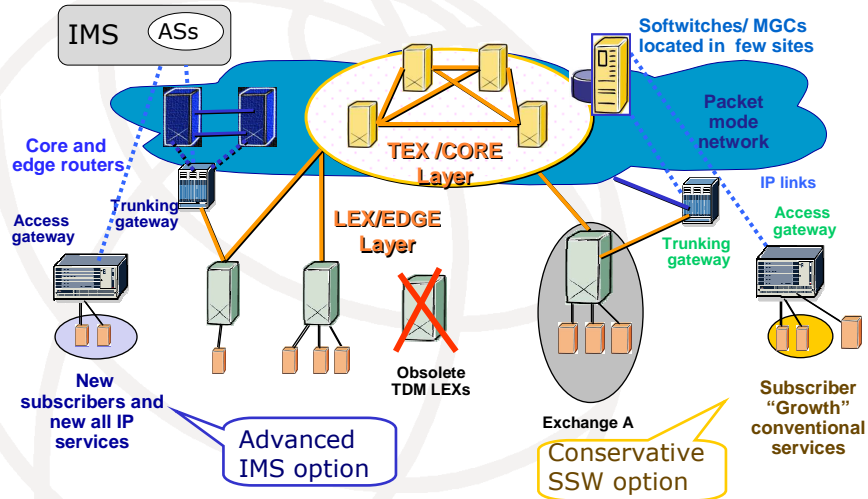 IMS
ASs
Softwitches/ MGCs
located in few sites
Packet
mode
network
Core and
edge routers
TEX /CORE
Layer
IP links
Trunking
gateway
Access
gateway
LEX/EDGE
Layer
Access
gateway
Trunking
gateway
Obsolete
TDM LEXs
Exchange A
New
subscribers and
new all IP
services
Advanced
IMS option
Conservative
SSW option
Subscriber
“Growth”
conventional
services